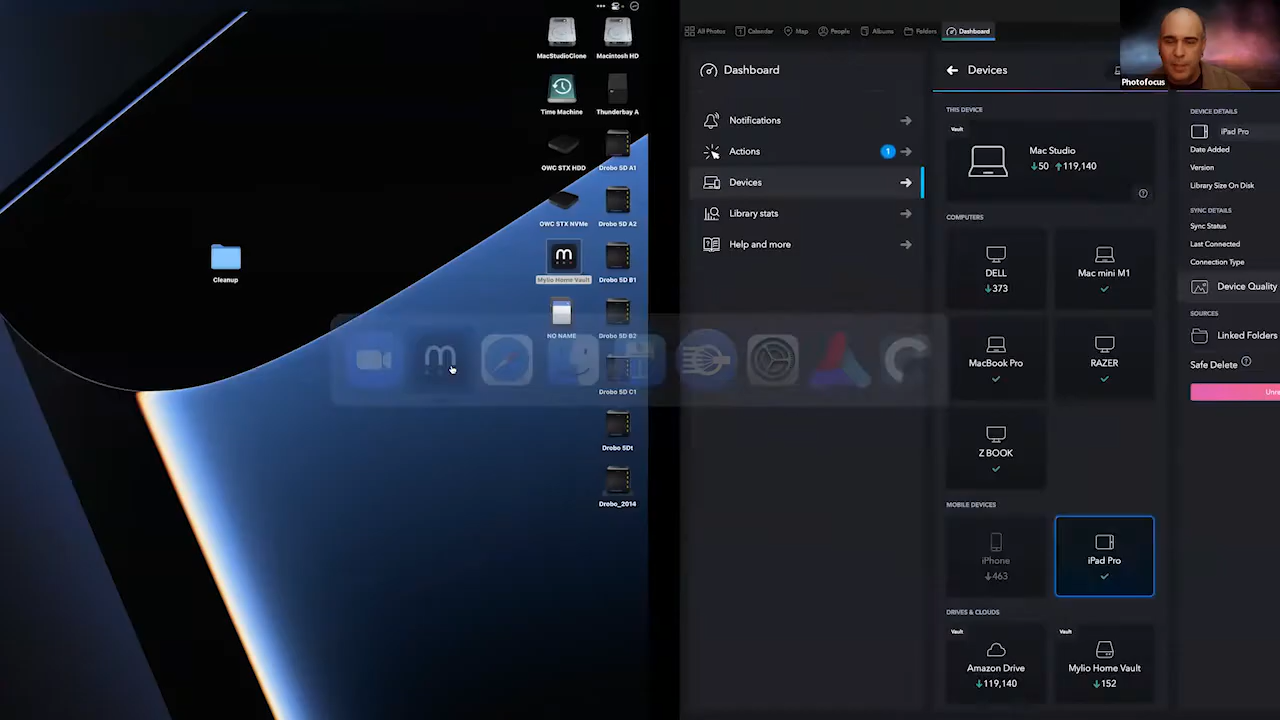 MacStudioClone
Macintosh HD
Time Machine
Thunderbay A
OWC STX HDD
Drobo 5D A1
OWC STX NVMe
Drobo 5D A2
Mylio Home Vault
Drobo 5D B1
NO NAME
Drobo 5D B2
Drobo 5D C1
Drobo 5Dt
Drobo_2014
Cleanup
All Photos
Calendar
Map
People
Albums
Folders
Dashboard
Dashboard
Notifications
Actions
1
Devices
Library stats
Help and more
Devices
THIS DEVICE
Vault
Mac Studio
↓50 ↑119,140
COMPUTERS
DELL
↓373
Mac mini M1
MacBook Pro
RAZER
Z BOOK
MOBILE DEVICES
iPhone
↓463
iPad Pro
DRIVES & CLOUDS
Vault
Amazon Drive
↓119,140
Vault
Mylio Home Vault
↓152
Photofocus
DEVICE DETAILS
iPad Pro
Date Added
Version
Library Size On Disk
SYNC DETAILS
Sync Status
Last Connected
Connection Type
Device Quality
SOURCES
Linked Folders
Safe Delete